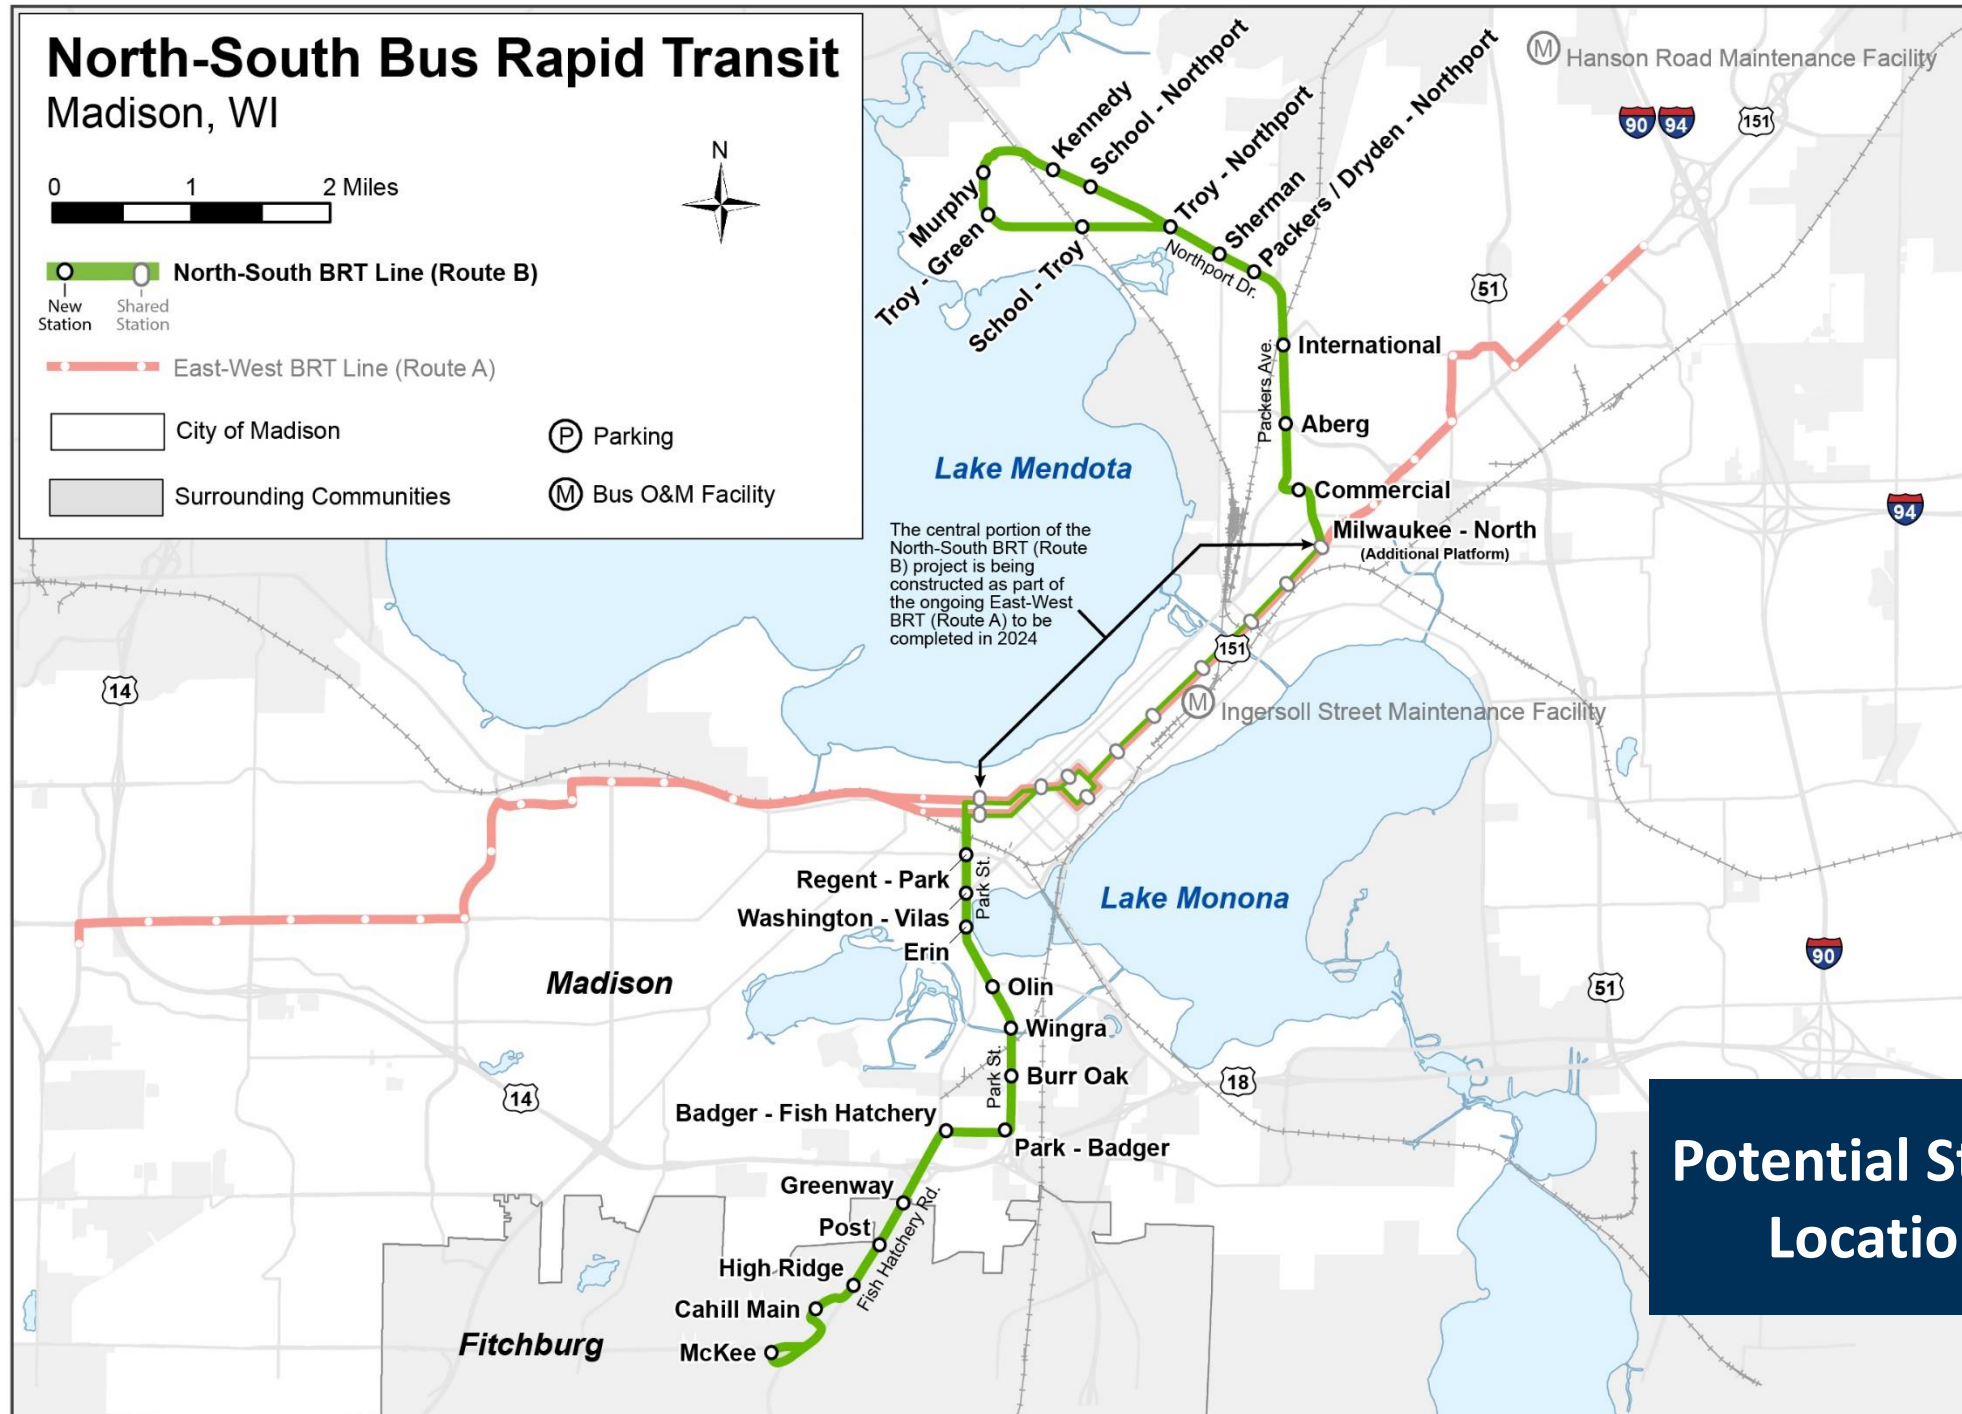 North-South Bus Rapid Transit
Madison, WI
N
0 1 2 Miles
North-South BRT Line (Route B)
New Station
Shared Station
East-West BRT Line (Route A)
City of Madison
P Parking
Surrounding Communities
M Bus O&M Facility
M Hanson Road Maintenance Facility
90
94
151
Kennedy
School - Northport
Troy - Northport
Sherman
Packers / Dryden - Northport
Murphy
Troy - Green
School - Troy
Northport Dr.
51
International
Packers Ave.
Aberg
Lake Mendota
Commercial
94
Milwaukee - North
(Additional Platform)
The central portion of the
North-South BRT (Route
B) project is being
constructed as part of
the ongoing East-West
BRT (Route A) to be
completed in 2024
151
14
M Ingersoll Street Maintenance Facility
Regent - Park
Park St.
Washington - Vilas
Lake Monona
Erin
Madison
Olin
90
51
Wingra
Park St.
Burr Oak
18
14
Badger - Fish Hatchery
Park - Badger
Greenway
Post
Fish Hatchery Rd.
High Ridge
Cahill Main
Fitchburg
McKee
Potential St
Locatio